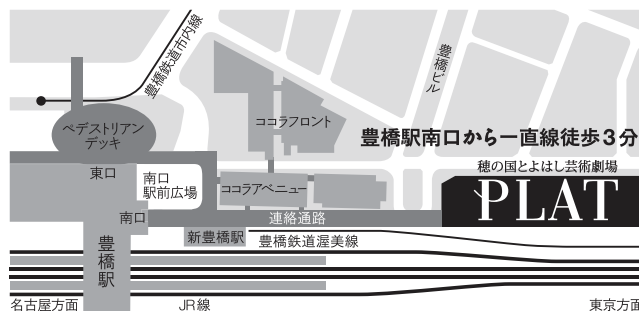 豊橋鉄道市内線
豊橋ビル
ペデストリアン
デッキ
ココラフロント
豊橋駅南口から一直線徒歩3分
穂の国とよはし芸術劇場
PLAT
東口
南口
駅前広場
ココラアベニュー
南口
連絡通路
新豊橋駅
豊橋鉄道渥美線
豊橋駅
名古屋方面
JR線
東京方面